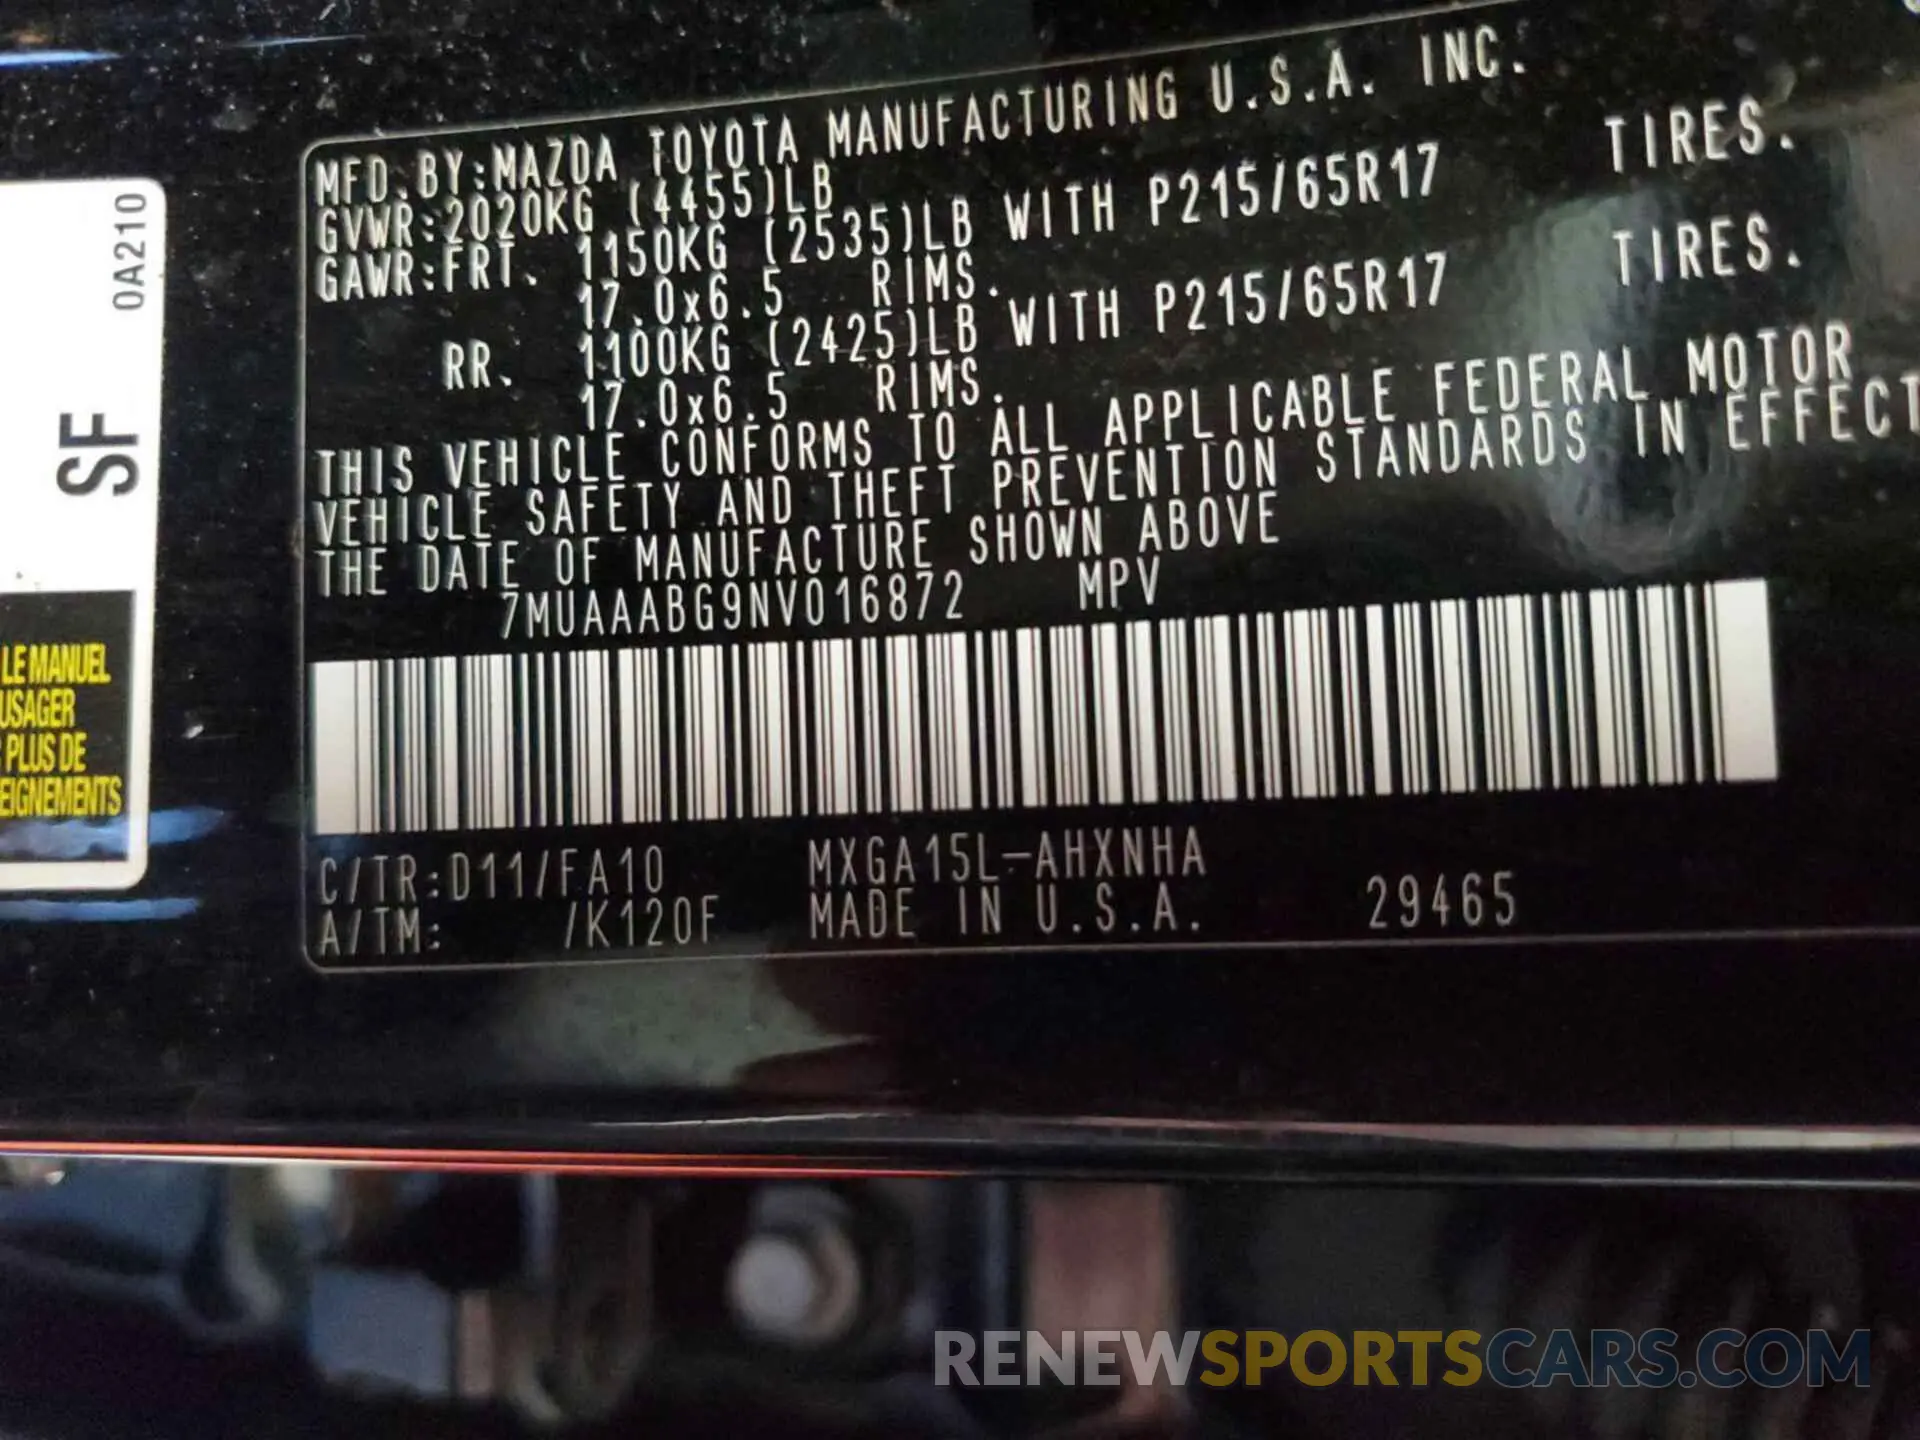 MFD.BY:MAZDA TOYOTA MANUFACTURING U.S.A. INC.
GVWR:2020KG (4455)LB
GAWR:FRT. 1150KG (2535)LB WITH P215/65R17 TIRES.
17.0x6.5 RIMS.
RR. 1100KG (2425)LB WITH P215/65R17 TIRES.
17.0x6.5 RIMS.
THIS VEHICLE CONFORMS TO ALL APPLICABLE FEDERAL MOTOR
VEHICLE SAFETY AND THEFT PREVENTION STANDARDS IN EFFECT
THE DATE OF MANUFACTURE SHOWN ABOVE
7MUAAABG9NV016872 MPV
C/TR:D11/FA10 MXGA15L-AHXNHA
A/TM: /K120F MADE IN U.S.A. 29465
0A210
SF
LE MANUEL
USAGER
PLUS DE
EIGNEMENTS
RENEWSPORTSCARS.COM